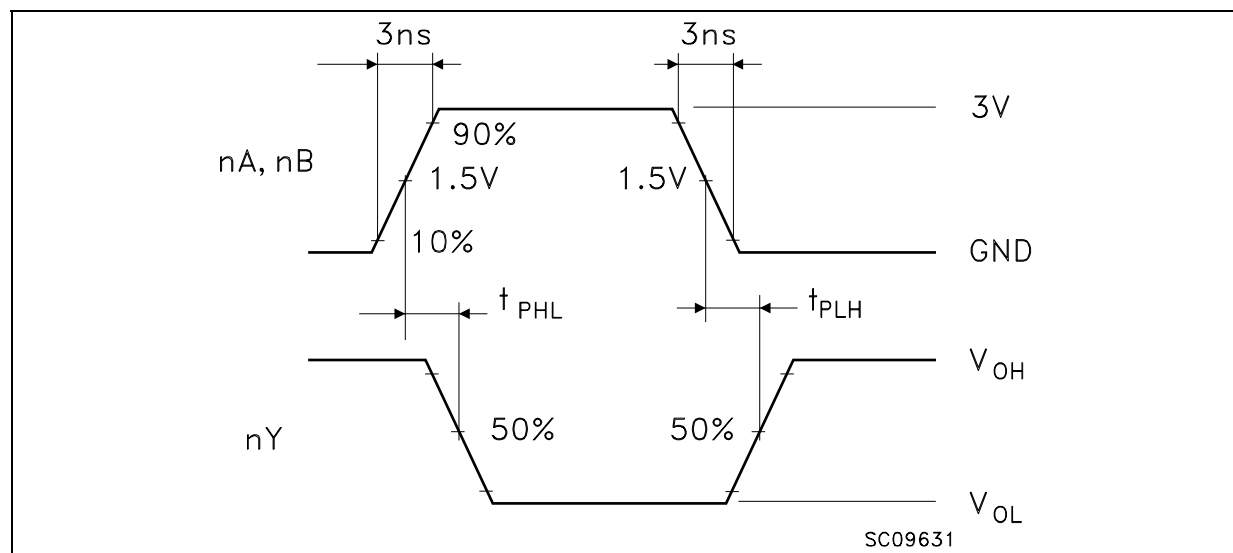 3ns 3ns
3V
90%
nA, nB
1.5V 1.5V
10%
GND
t PHL tPLH
VOH
50% 50%
nY
VOL
SC09631